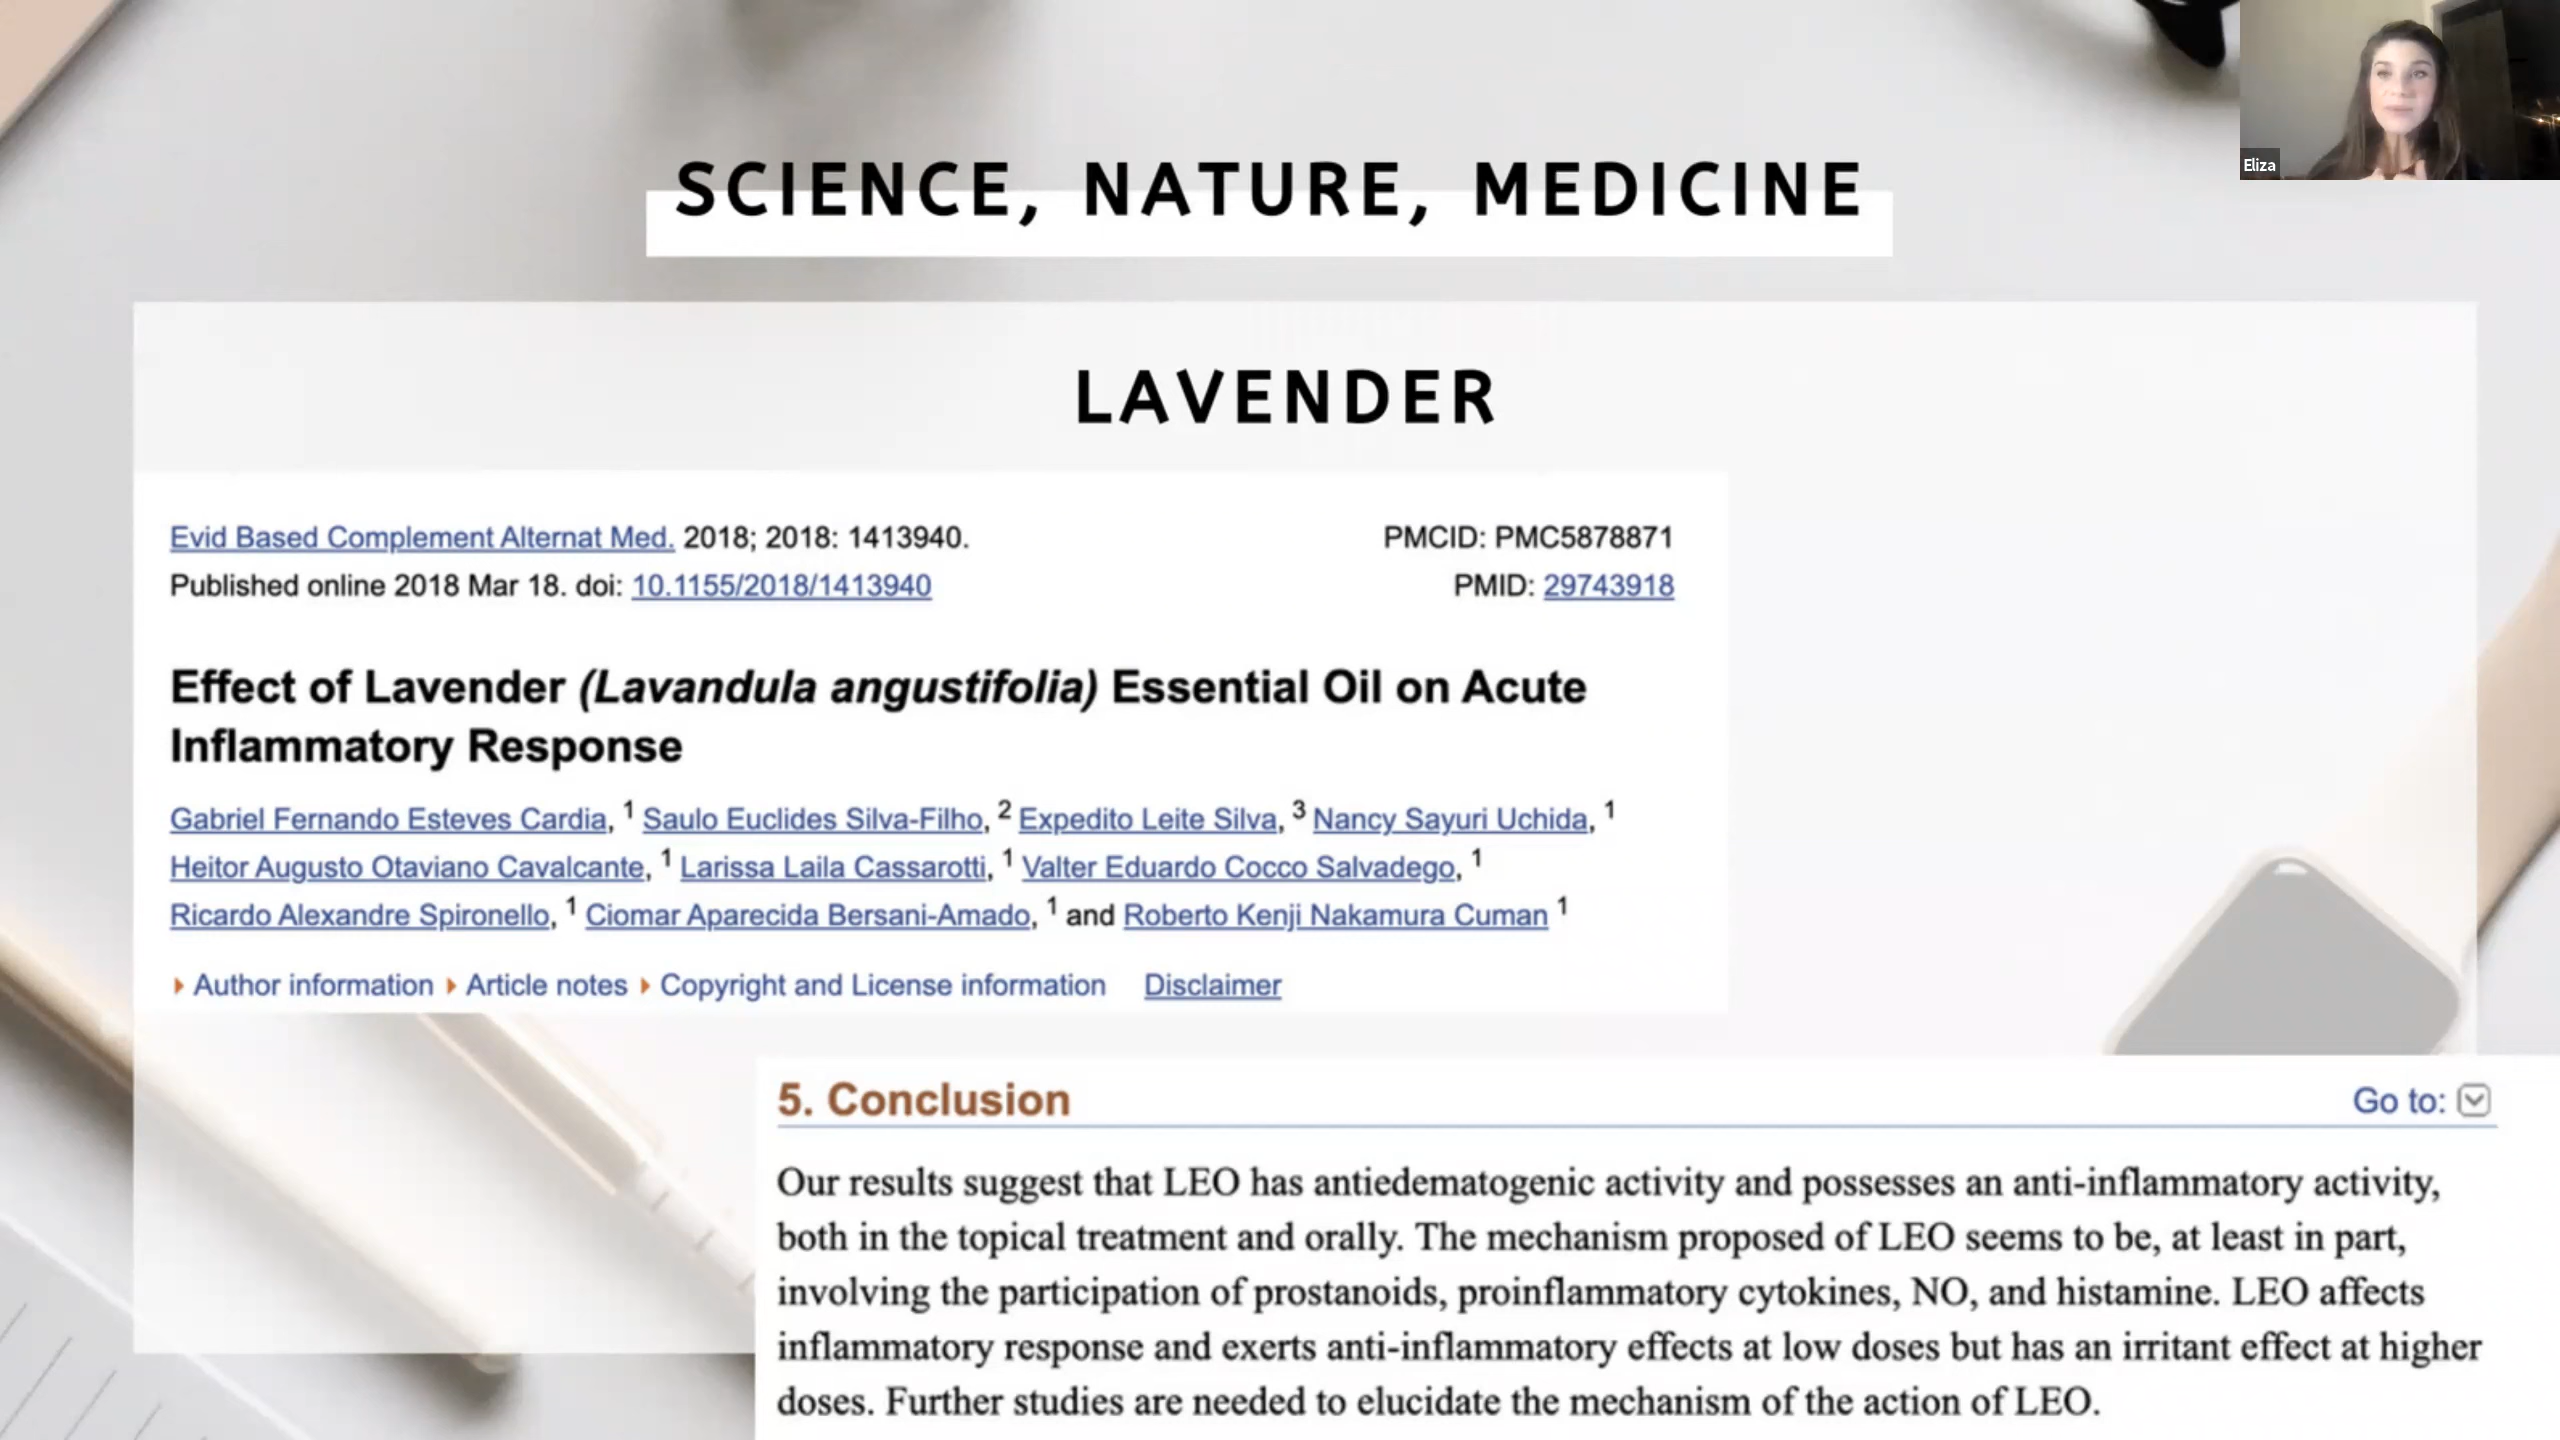 Eliza
SCIENCE, NATURE, MEDICINE
LAVENDER
Evid Based Complement Alternat Med. 2018; 2018: 1413940.
PMCID: PMC5878871
Published online 2018 Mar 18. doi: 10.1155/2018/1413940
PMID: 29743918
Effect of Lavender (Lavandula angustifolia) Essential Oil on Acute
Inflammatory Response
Gabriel Fernando Esteves Cardia, 1 Saulo Euclides Silva-Filho, 2 Expedito Leite Silva, 3 Nancy Sayuri Uchida, 1
Heitor Augusto Otaviano Cavalcante, 1 Larissa Laila Cassarotti, 1 Valter Eduardo Cocco Salvadego, 1
Ricardo Alexandre Spironello, 1 Ciomar Aparecida Bersani-Amado, 1 and Roberto Kenji Nakamura Cuman 1
Author information Article notes Copyright and License information Disclaimer
5. Conclusion
Go to:
Our results suggest that LEO has antiedematogenic activity and possesses an anti-inflammatory activity,
both in the topical treatment and orally. The mechanism proposed of LEO seems to be, at least in part,
involving the participation of prostanoids, proinflammatory cytokines, NO, and histamine. LEO affects
inflammatory response and exerts anti-inflammatory effects at low doses but has an irritant effect at higher
doses. Further studies are needed to elucidate the mechanism of the action of LEO.